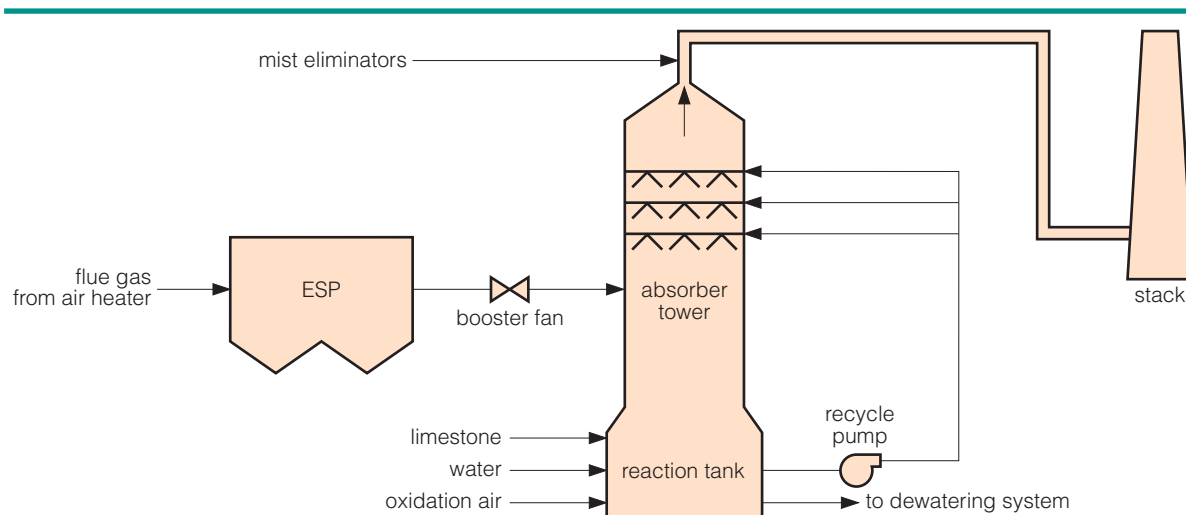 mist eliminators
flue gas
from air heater
ESP
booster fan
absorber
tower
stack
limestone
water
oxidation air
reaction tank
recycle
pump
to dewatering system